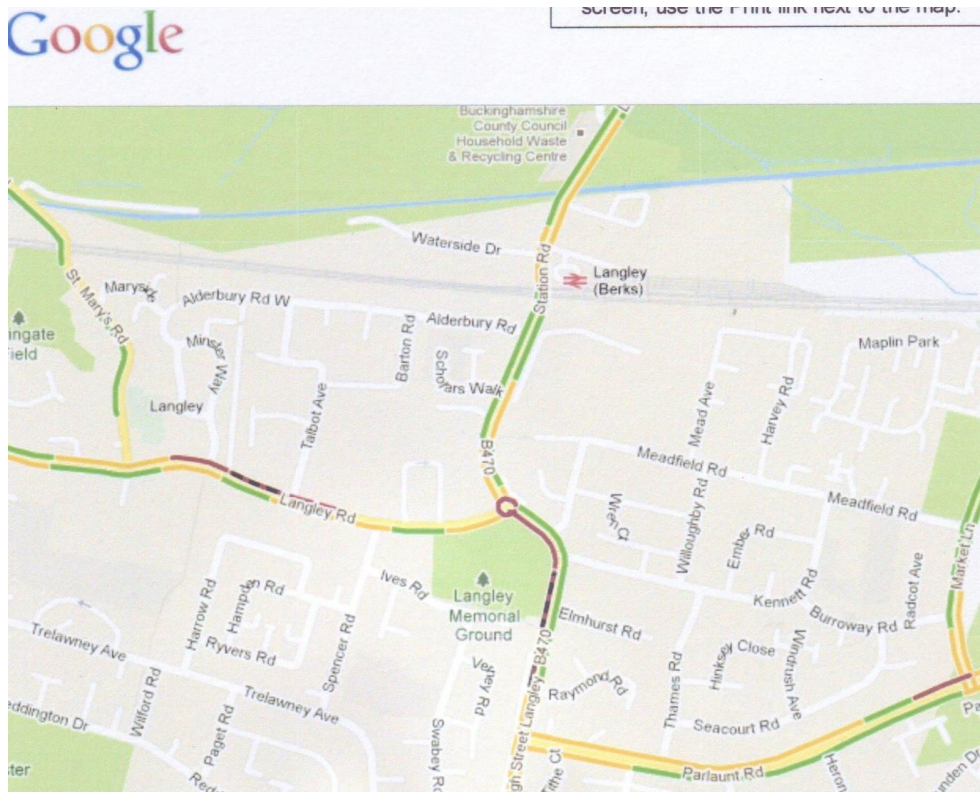 screen, use the Print link next to the map.
Google
Buckinghamshire
County Council
Household Waste
& Recycling Centre
Waterside Dr
Station Rd
Langley
(Berks)
St. Mary's Rd
Maryside
Alderbury Rd W
Alderbury Rd
Minster Way
Barton Rd
Scholars Walk
Maplin Park
Langley
Talbot Ave
Mead Ave
Harvey Rd
B470
Meadfield Rd
Meadfield Rd
Langley Rd
Wren Ct
Willoughby Rd
Ember Rd
Market Ln
Radcot Ave
Ives Rd
Langley
Memorial
Ground
Kennett Rd
Burroway Rd
Elmhurst Rd
Harrow Rd
Trelawney Ave
Ryvers Rd
Spencer Rd
B470
Hinksey Close
Windrush Ave
Raymond Rd
Thames Rd
Wilford Rd
Trelawney Ave
Paget Rd
Seacourt Rd
Parlaunt Rd